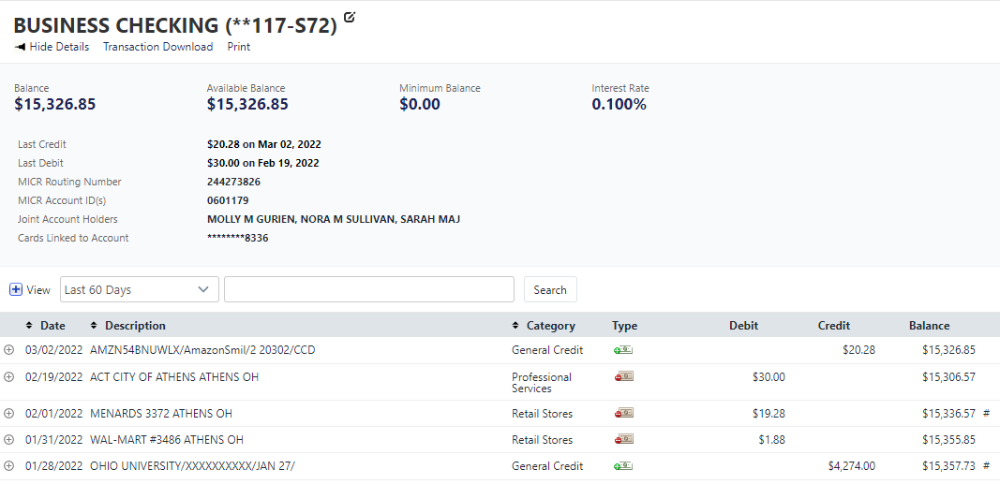 BUSINESS CHECKING (**117-S72)
Hide Details Transaction Download Print
Balance Available Balance Minimum Balance Interest Rate
$15,326.85 $15,326.85 $0.00 0.100%
Last Credit $20.28 on Mar 02, 2022
Last Debit $30.00 on Feb 19, 2022
MICR Routing Number 244273826
MICR Account ID(s) 0601179
Joint Account Holders MOLLY M GURIEN, NORA M SULLIVAN, SARAH MAJ
Cards Linked to Account ********8336
View Last 60 Days Search
Date Description Category Type Debit Credit Balance
03/02/2022 AMZN54BNUWLX/AmazonSmil/2 20302/CCD General Credit $20.28 $15,326.85
02/19/2022 ACT CITY OF ATHENS ATHENS OH Professional Services $30.00 $15,306.57
02/01/2022 MENARDS 3372 ATHENS OH Retail Stores $19.28 $15,336.57 #
01/31/2022 WAL-MART #3486 ATHENS OH Retail Stores $1.88 $15,355.85
01/28/2022 OHIO UNIVERSITY/XXXXXXXXXX/JAN 27/ General Credit $4,274.00 $15,357.73 #